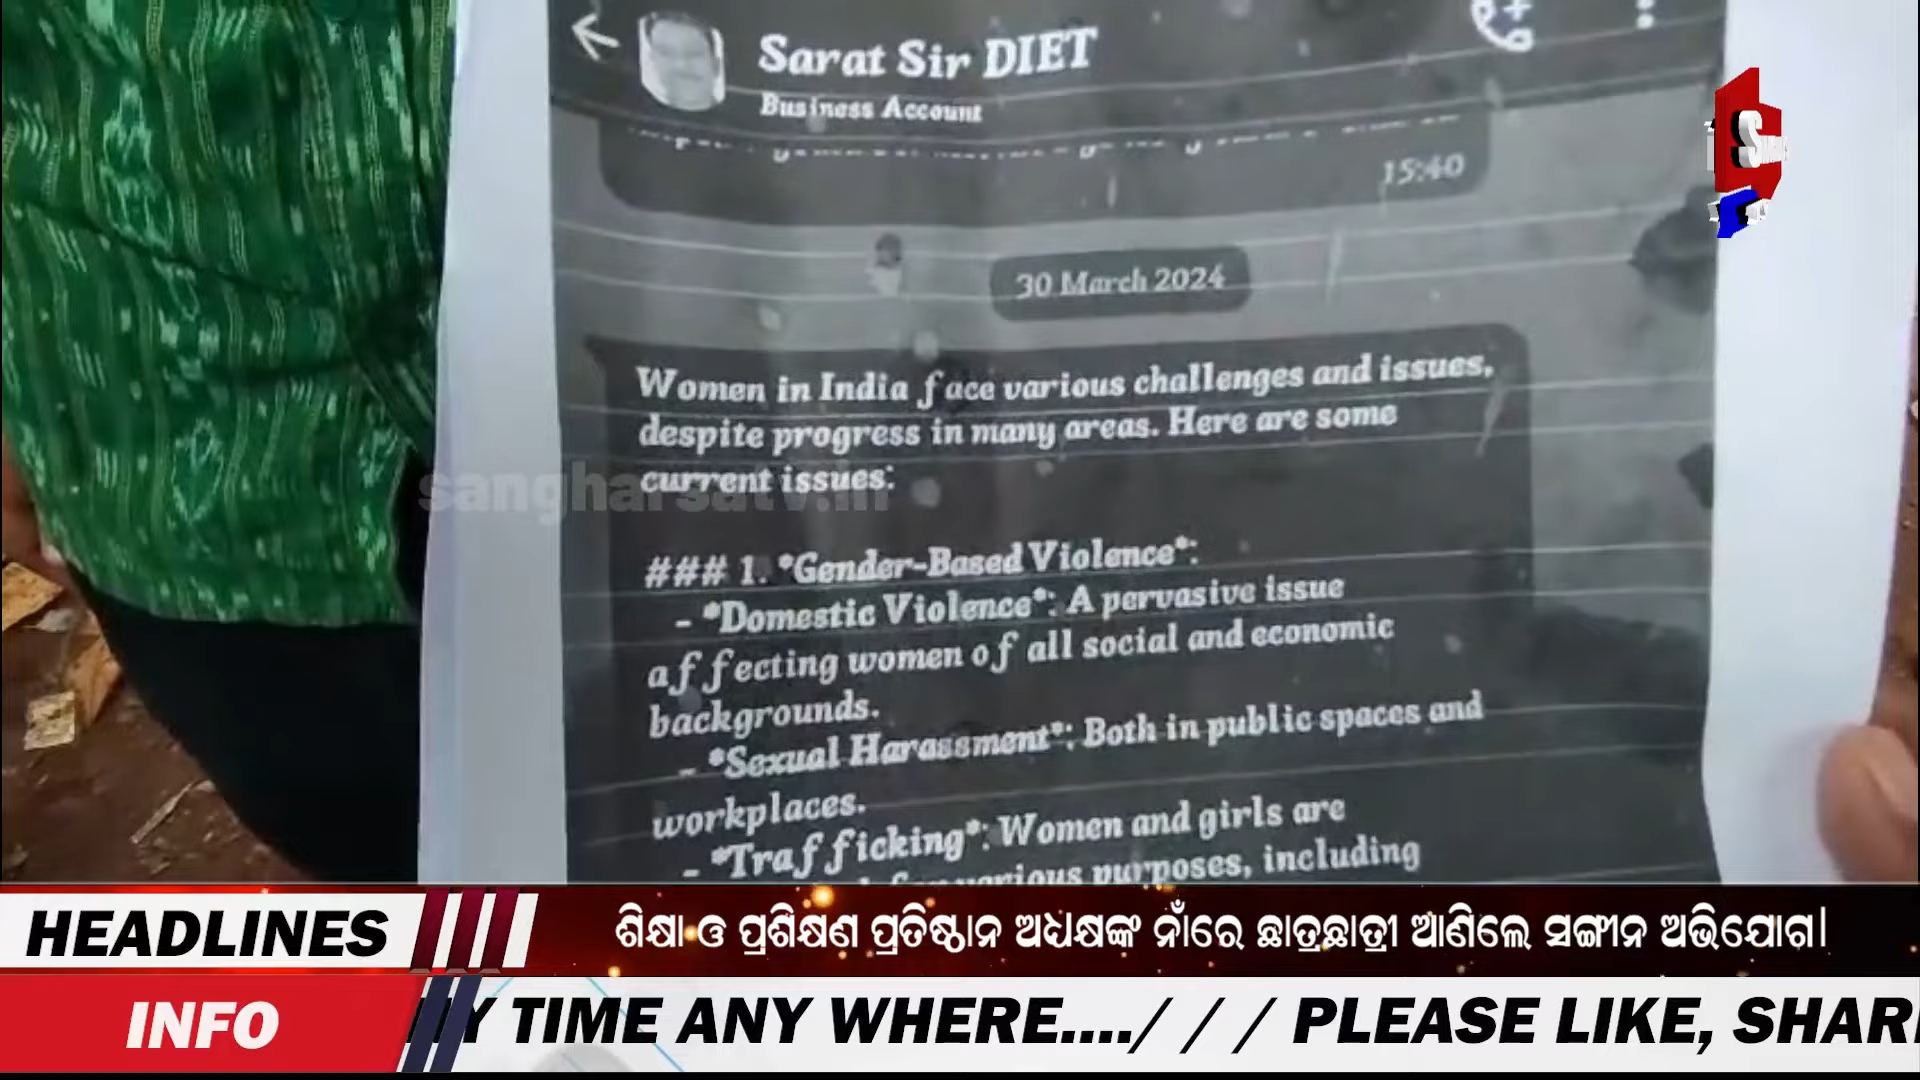 Sarat Sir DIET
Business Account
15:40
30 March 2024
Women in India face various challenges and issues,
despite progress in many areas. Here are some
current issues:
sangharsatv.in
### 1. *Gender-Based Violence*:
- *Domestic Violence*: A pervasive issue
affecting women of all social and economic
backgrounds.
- *Sexual Harassment*: Both in public spaces and
workplaces.
- *Trafficking*: Women and girls are
various purposes, including
HEADLINES
ଶିକ୍ଷା ଓ ପ୍ରଶିକ୍ଷଣ ପ୍ରତିଷ୍ଠାନ ଅଧ୍ୟକ୍ଷଙ୍କ ନାଁରେ ଛାତ୍ରଛାତ୍ରୀ ଆଣିଲେ ସଙ୍ଗୀନ ଅଭିଯୋଗ।
INFO
TIME ANY WHERE..../ / / PLEASE LIKE, SHAR